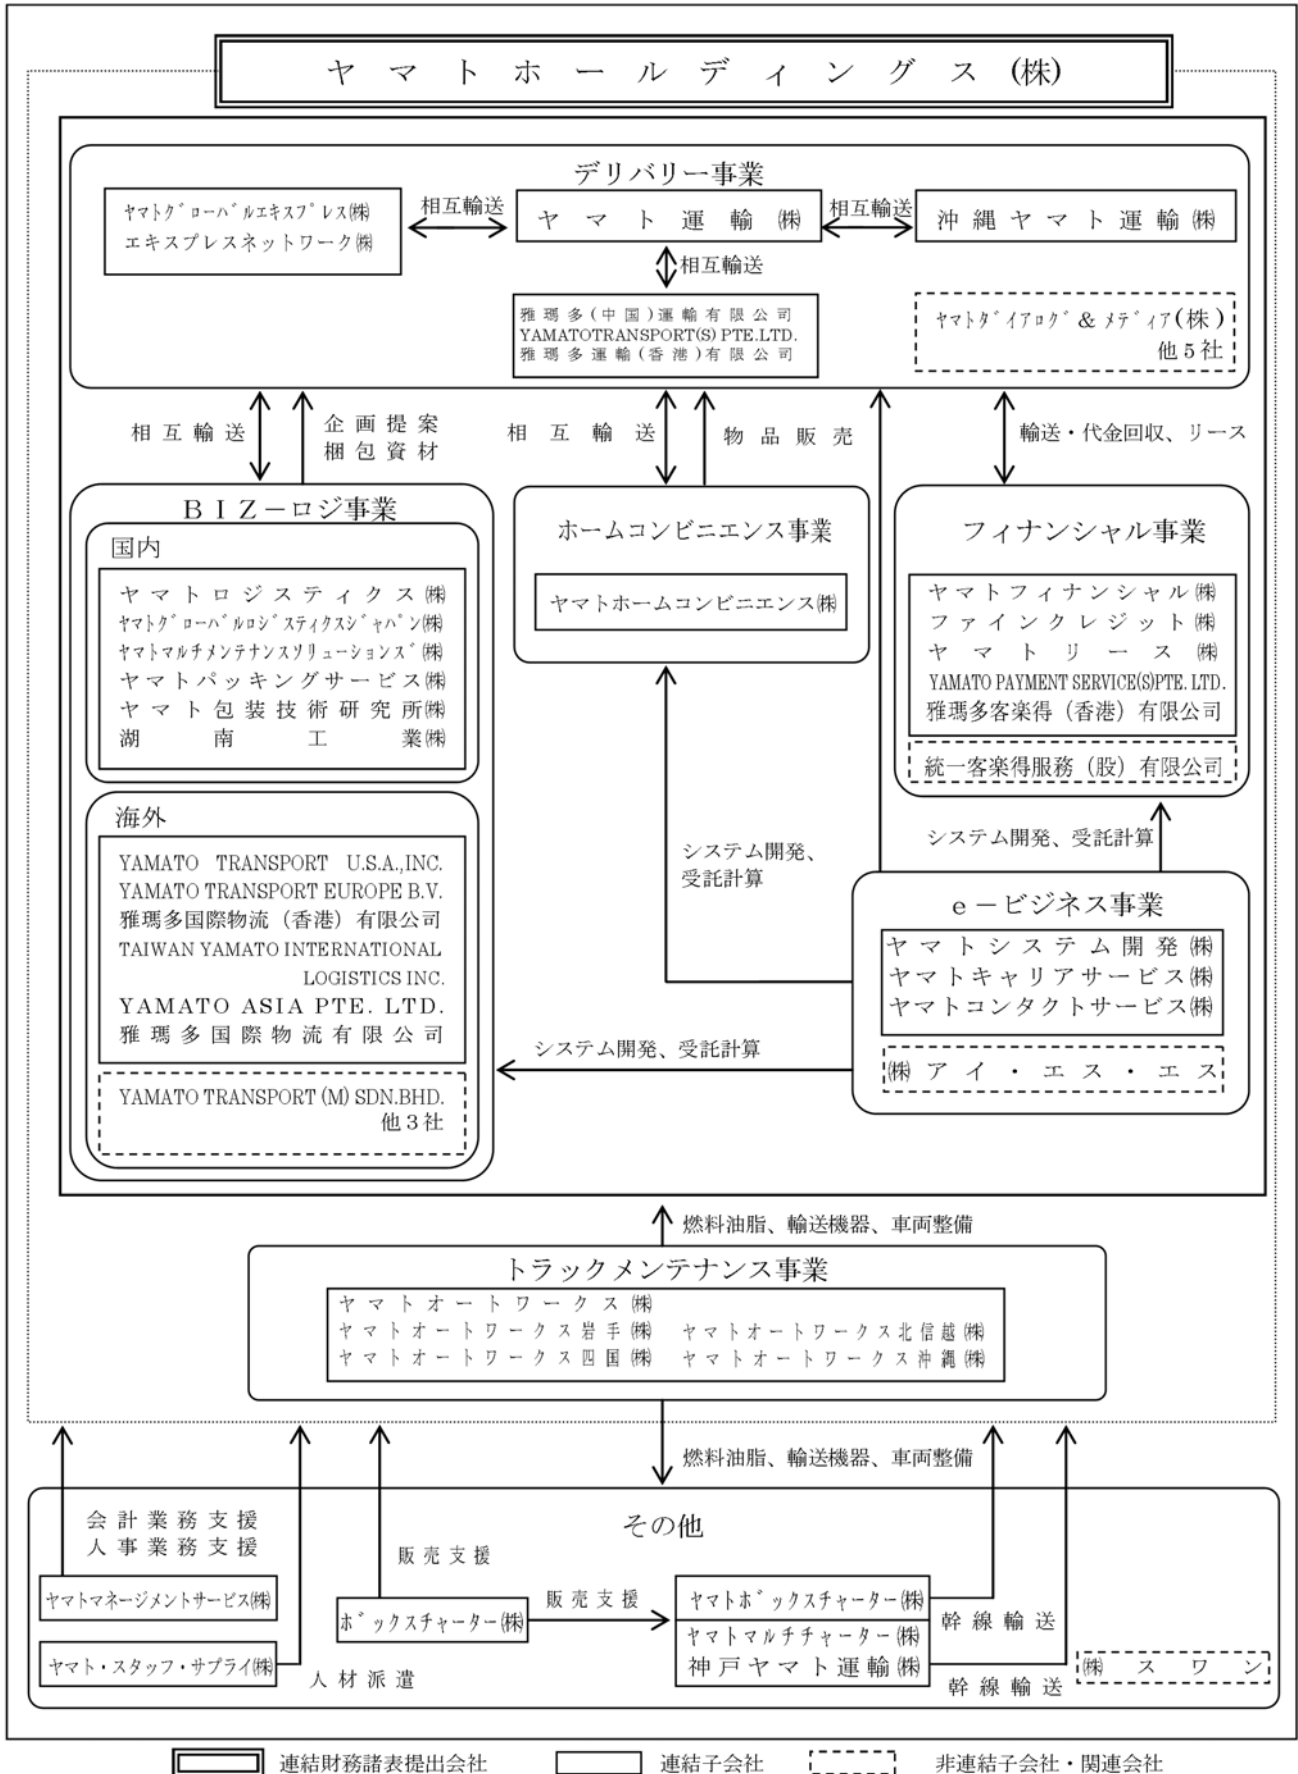 ヤマトホールディングス(株)
デリバリー事業
ヤマトグローバルエキスプレス㈱
エキスプレスネットワーク㈱
相互輸送
ヤマト運輸㈱
相互輸送
沖縄ヤマト運輸㈱
相互輸送
雅瑪多(中国)運輸有限公司
YAMATOTRANSPORT(S) PTE.LTD.
雅瑪多運輸(香港)有限公司
ヤマトダイアログ & メディア(株)
他5社
相互輸送
企画提案
梱包資材
相互輸送
物品販売
輸送・代金回収、リース
BIZ-ロジ事業
国内
ヤマトロジスティクス㈱
ヤマトグローバルロジスティクスジャパン㈱
ヤマトマルチメンテナンスソリューションズ㈱
ヤマトパッキングサービス㈱
ヤマト包装技術研究所㈱
湖南工業㈱
海外
YAMATO TRANSPORT U.S.A.,INC.
YAMATO TRANSPORT EUROPE B.V.
雅瑪多国際物流(香港)有限公司
TAIWAN YAMATO INTERNATIONAL
LOGISTICS INC.
YAMATO ASIA PTE. LTD.
雅瑪多国際物流有限公司
YAMATO TRANSPORT (M) SDN.BHD.
他3社
ホームコンビニエンス事業
ヤマトホームコンビニエンス㈱
フィナンシャル事業
ヤマトフィナンシャル㈱
ファインクレジット㈱
ヤマトリース㈱
YAMATO PAYMENT SERVICE(S)PTE. LTD.
雅瑪多客楽得(香港)有限公司
統一客楽得服務(股)有限公司
システム開発、
受託計算
システム開発、受託計算
e-ビジネス事業
ヤマトシステム開発㈱
ヤマトキャリアサービス㈱
ヤマトコンタクトサービス㈱
㈱アイ・エス・エス
システム開発、受託計算
燃料油脂、輸送機器、車両整備
トラックメンテナンス事業
ヤマトオートワークス㈱
ヤマトオートワークス岩手㈱ ヤマトオートワークス北信越㈱
ヤマトオートワークス四国㈱ ヤマトオートワークス沖縄㈱
燃料油脂、輸送機器、車両整備
その他
会計業務支援
人事業務支援
ヤマトマネージメントサービス㈱
ヤマト・スタッフ・サプライ㈱
人材派遣
販売支援
ボックスチャーター㈱
販売支援
ヤマトボックスチャーター㈱
ヤマトマルチチャーター㈱
神戸ヤマト運輸㈱
幹線輸送
幹線輸送
㈱スワン
連結財務諸表提出会社 連結子会社 非連結子会社・関連会社